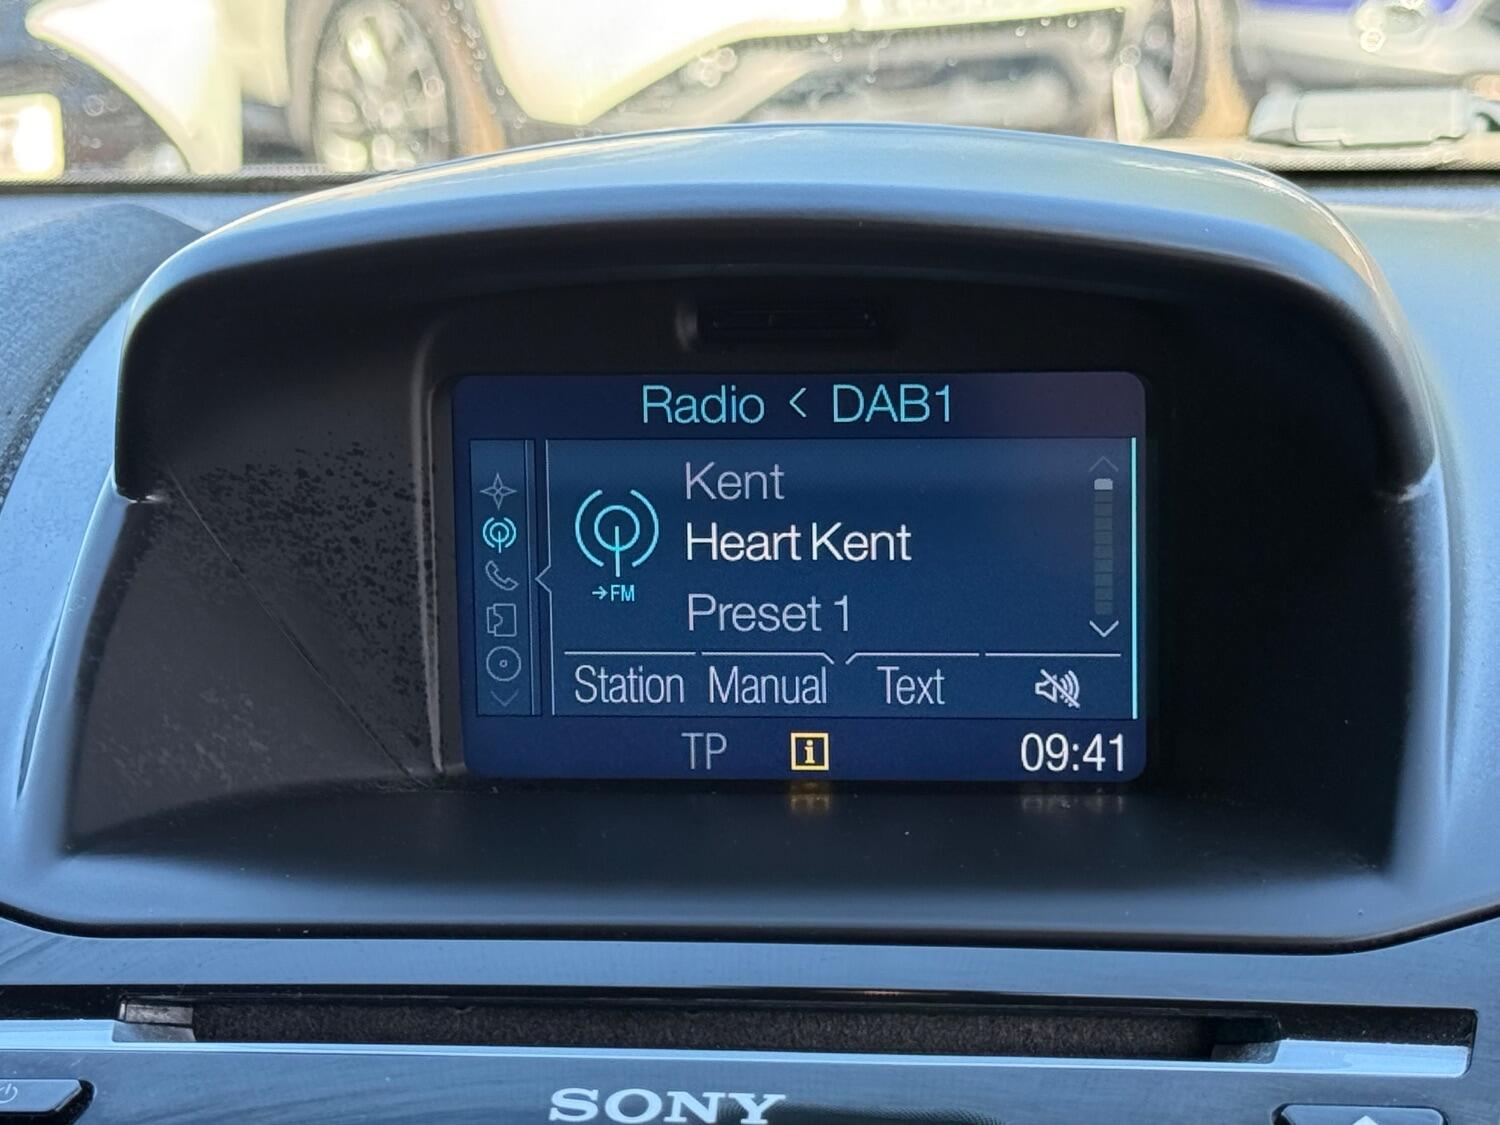 Radio < DAB1
Kent
Heart Kent
→FM
Preset 1
Station Manual Text
TP i 09:41
SONY